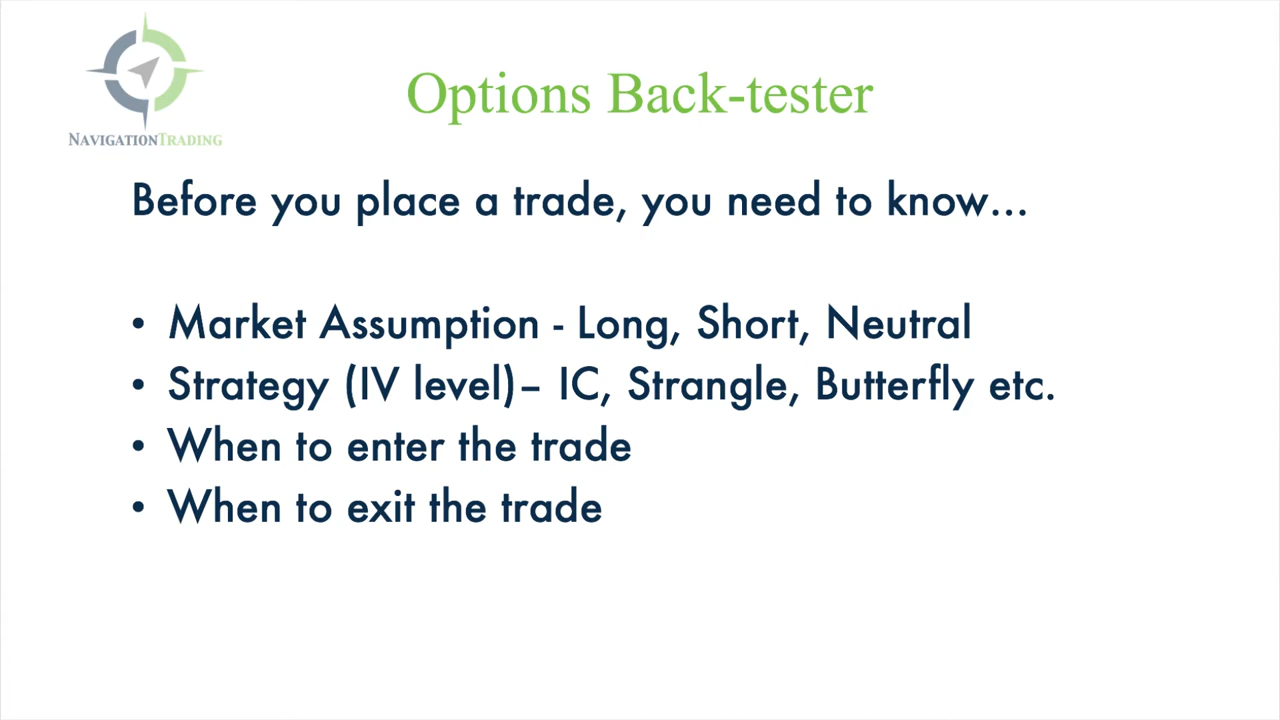 NAVIGATIONTRADING
Options Back-tester
Before you place a trade, you need to know...
• Market Assumption - Long, Short, Neutral
• Strategy (IV level)– IC, Strangle, Butterfly etc.
• When to enter the trade
• When to exit the trade